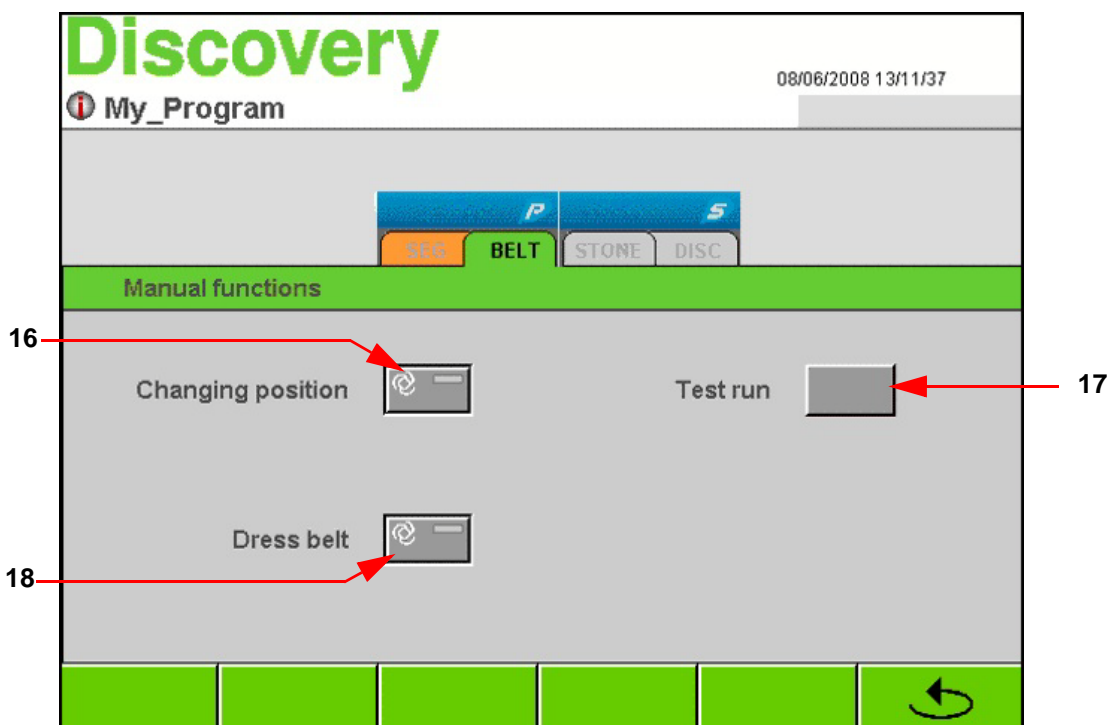 Discovery
08/06/2008 13/11/37
My_Program
P S
SEG BELT STONE DISC
Manual functions
16
Changing position Test run 17
Dress belt
18